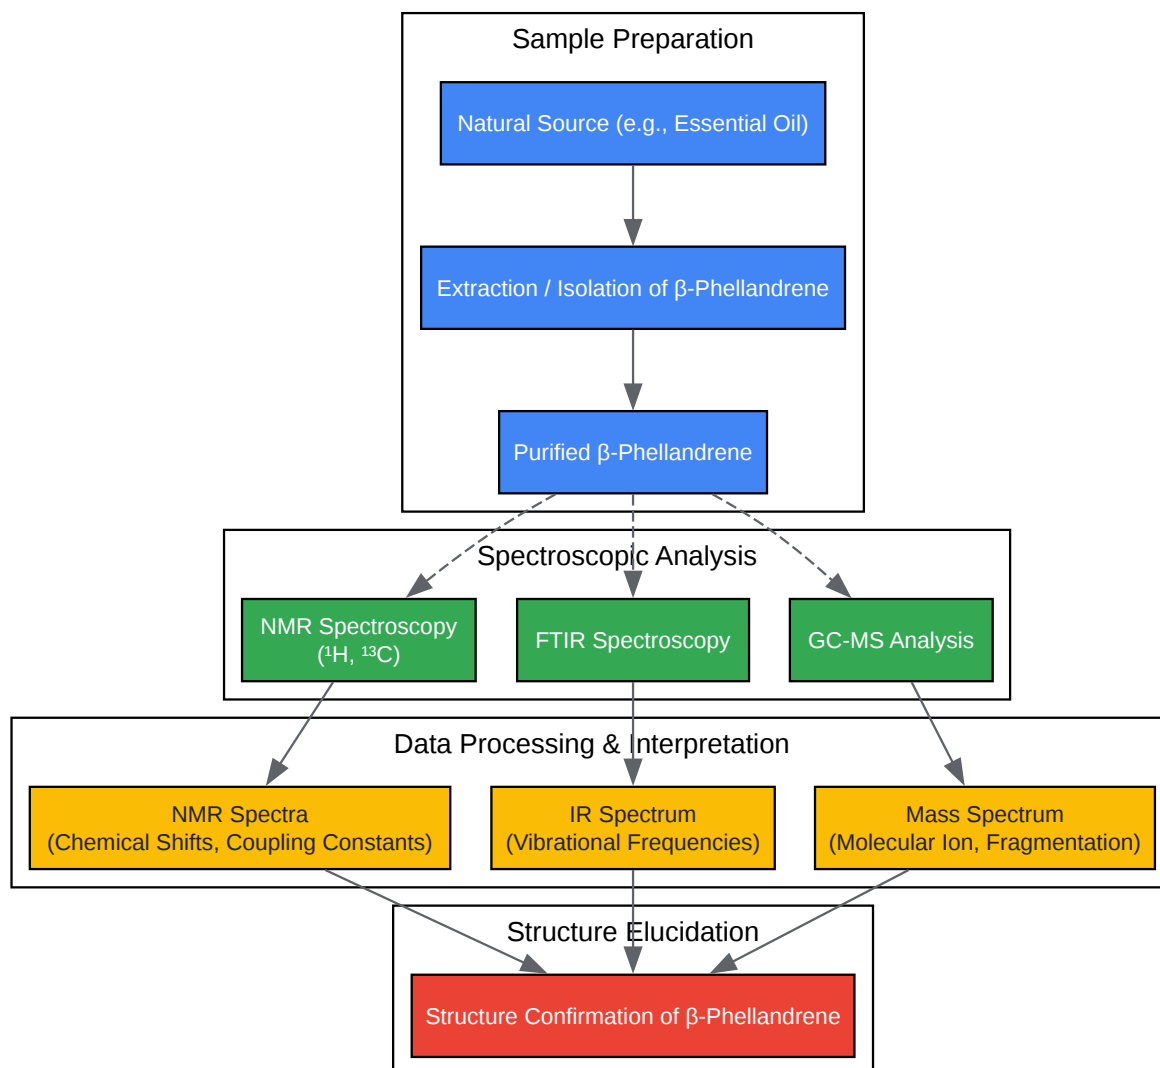 Sample Preparation
Natural Source (e.g., Essential Oil)
Extraction / Isolation of β-Phellandrene
Purified β-Phellandrene
Spectroscopic Analysis
NMR Spectroscopy
(¹H, ¹³C)
FTIR Spectroscopy
GC-MS Analysis
Data Processing & Interpretation
NMR Spectra
(Chemical Shifts, Coupling Constants)
IR Spectrum
(Vibrational Frequencies)
Mass Spectrum
(Molecular Ion, Fragmentation)
Structure Elucidation
Structure Confirmation of β-Phellandrene